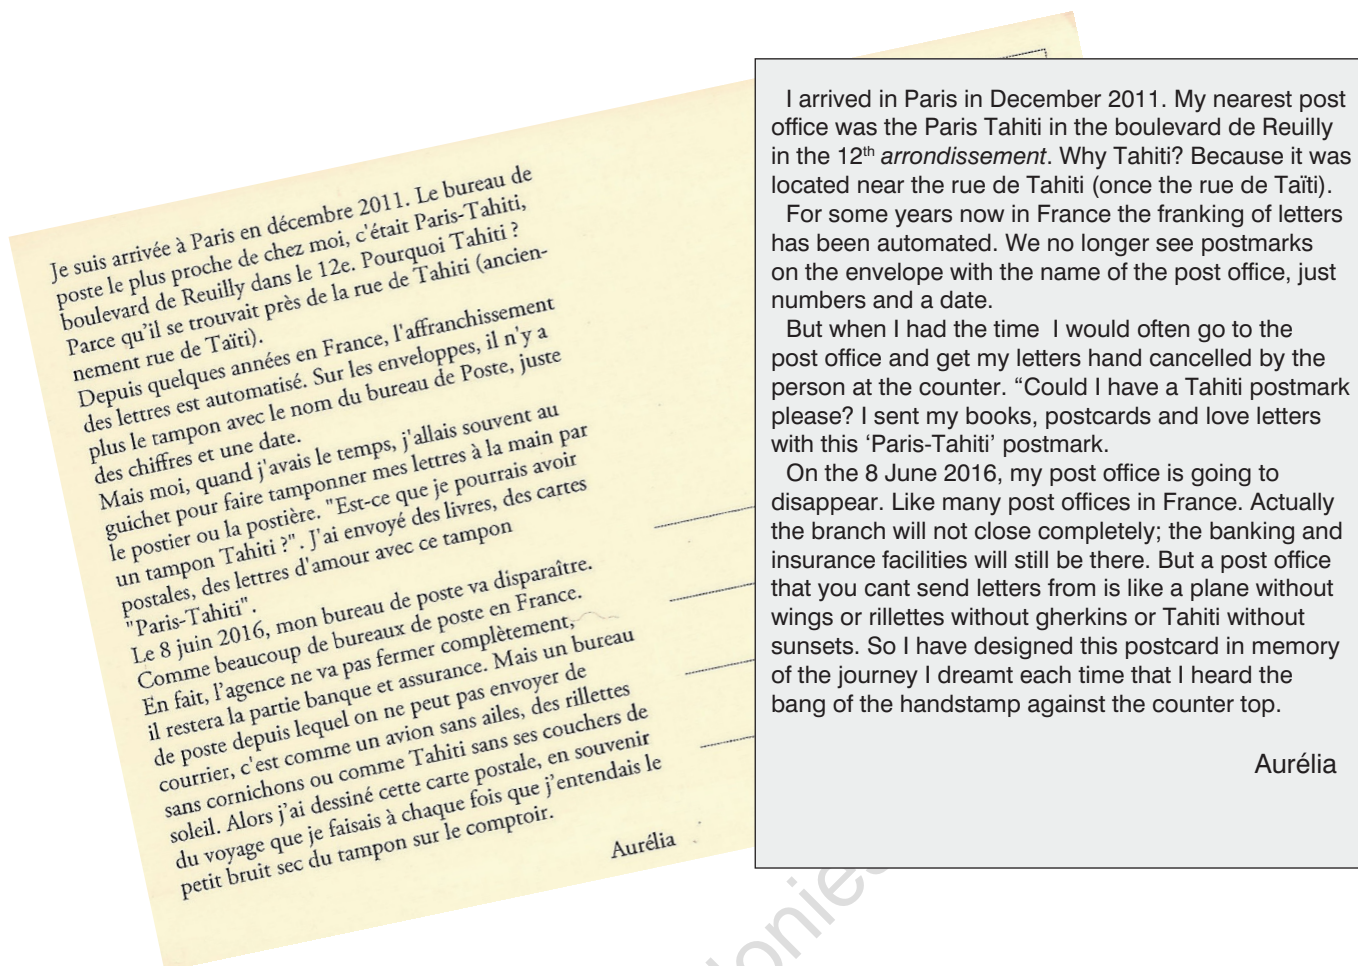 Je suis arrivée à Paris en décembre 2011. Le bureau de
poste le plus proche de chez moi, c'était Paris-Tahiti,
boulevard de Reuilly dans le 12e. Pourquoi Tahiti ?
Parce qu'il se trouvait près de la rue de Tahiti (ancien-
nement rue de Taïti).
Depuis quelques années en France, l'affranchissement
des lettres est automatisé. Sur les enveloppes, il n'y a
plus le tampon avec le nom du bureau de Poste, juste
des chiffres et une date.
Mais moi, quand j'avais le temps, j'allais souvent au
guichet pour faire tamponner mes lettres à la main par
le postier ou la postière. "Est-ce que je pourrais avoir
un tampon Tahiti ?". J'ai envoyé des livres, des cartes
postales, des lettres d'amour avec ce tampon
"Paris-Tahiti".
Le 8 juin 2016, mon bureau de poste va disparaître.
Comme beaucoup de bureaux de poste en France.
En fait, l'agence ne va pas fermer complètement,
il restera la partie banque et assurance. Mais un bureau
de poste depuis lequel on ne peut pas envoyer de
courrier, c'est comme un avion sans ailes, des rillettes
sans cornichons ou comme Tahiti sans ses couchers de
soleil. Alors j'ai dessiné cette carte postale, en souvenir
du voyage que je faisais à chaque fois que j'entendais le
petit bruit sec du tampon sur le comptoir.
Aurélia
I arrived in Paris in December 2011. My nearest post
office was the Paris Tahiti in the boulevard de Reuilly
in the 12th arrondissement. Why Tahiti? Because it was
located near the rue de Tahiti (once the rue de Taïti).
For some years now in France the franking of letters
has been automated. We no longer see postmarks
on the envelope with the name of the post office, just
numbers and a date.
But when I had the time I would often go to the
post office and get my letters hand cancelled by the
person at the counter. “Could I have a Tahiti postmark
please? I sent my books, postcards and love letters
with this ‘Paris-Tahiti’ postmark.
On the 8 June 2016, my post office is going to
disappear. Like many post offices in France. Actually
the branch will not close completely; the banking and
insurance facilities will still be there. But a post office
that you cant send letters from is like a plane without
wings or rillettes without gherkins or Tahiti without
sunsets. So I have designed this postcard in memory
of the journey I dreamt each time that I heard the
bang of the handstamp against the counter top.
Aurélia